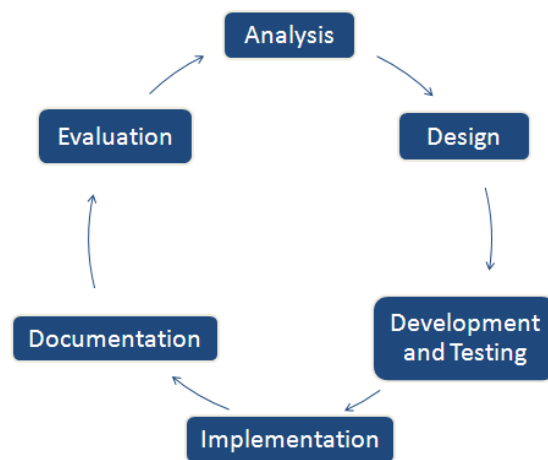 Analysis
Design
Development
and Testing
Implementation
Documentation
Evaluation